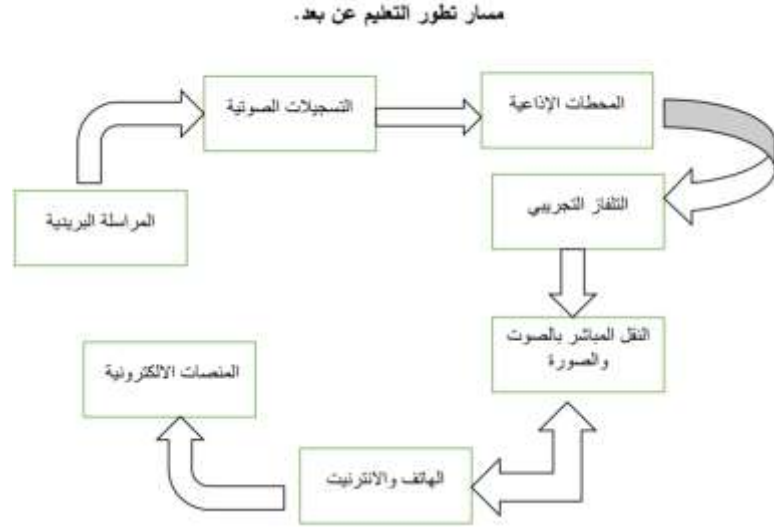 مسار تطور التعليم عن بعد.
المراسلة البريدية
التسجيلات الصوتية
المحطات الإذاعية
التلفاز التجريبي
النقل المباشر بالصوت
والصورة
الهاتف والانترنيت
المنصات الالكترونية